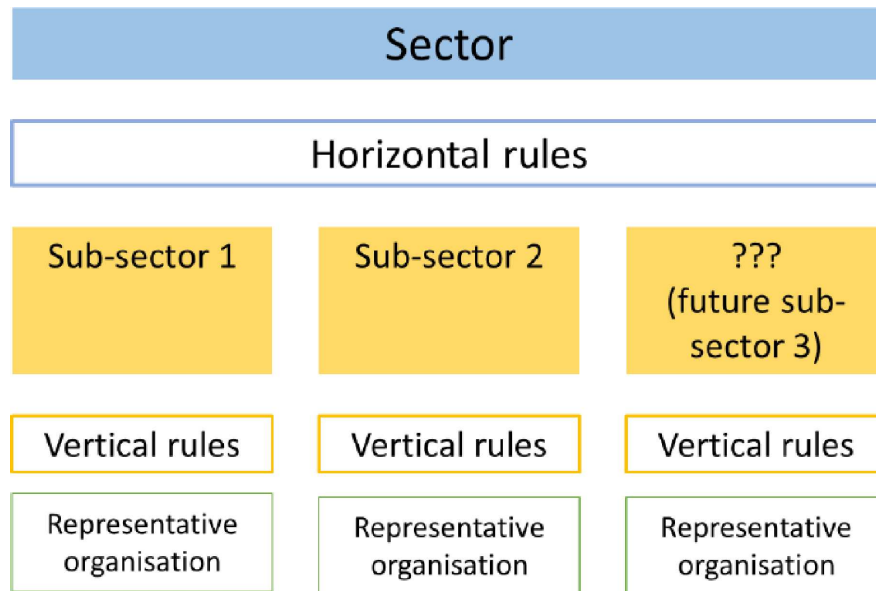 Sector
Horizontal rules
Sub-sector 1
Sub-sector 2
???
(future sub-
sector 3)
Vertical rules
Vertical rules
Vertical rules
Representative
organisation
Representative
organisation
Representative
organisation